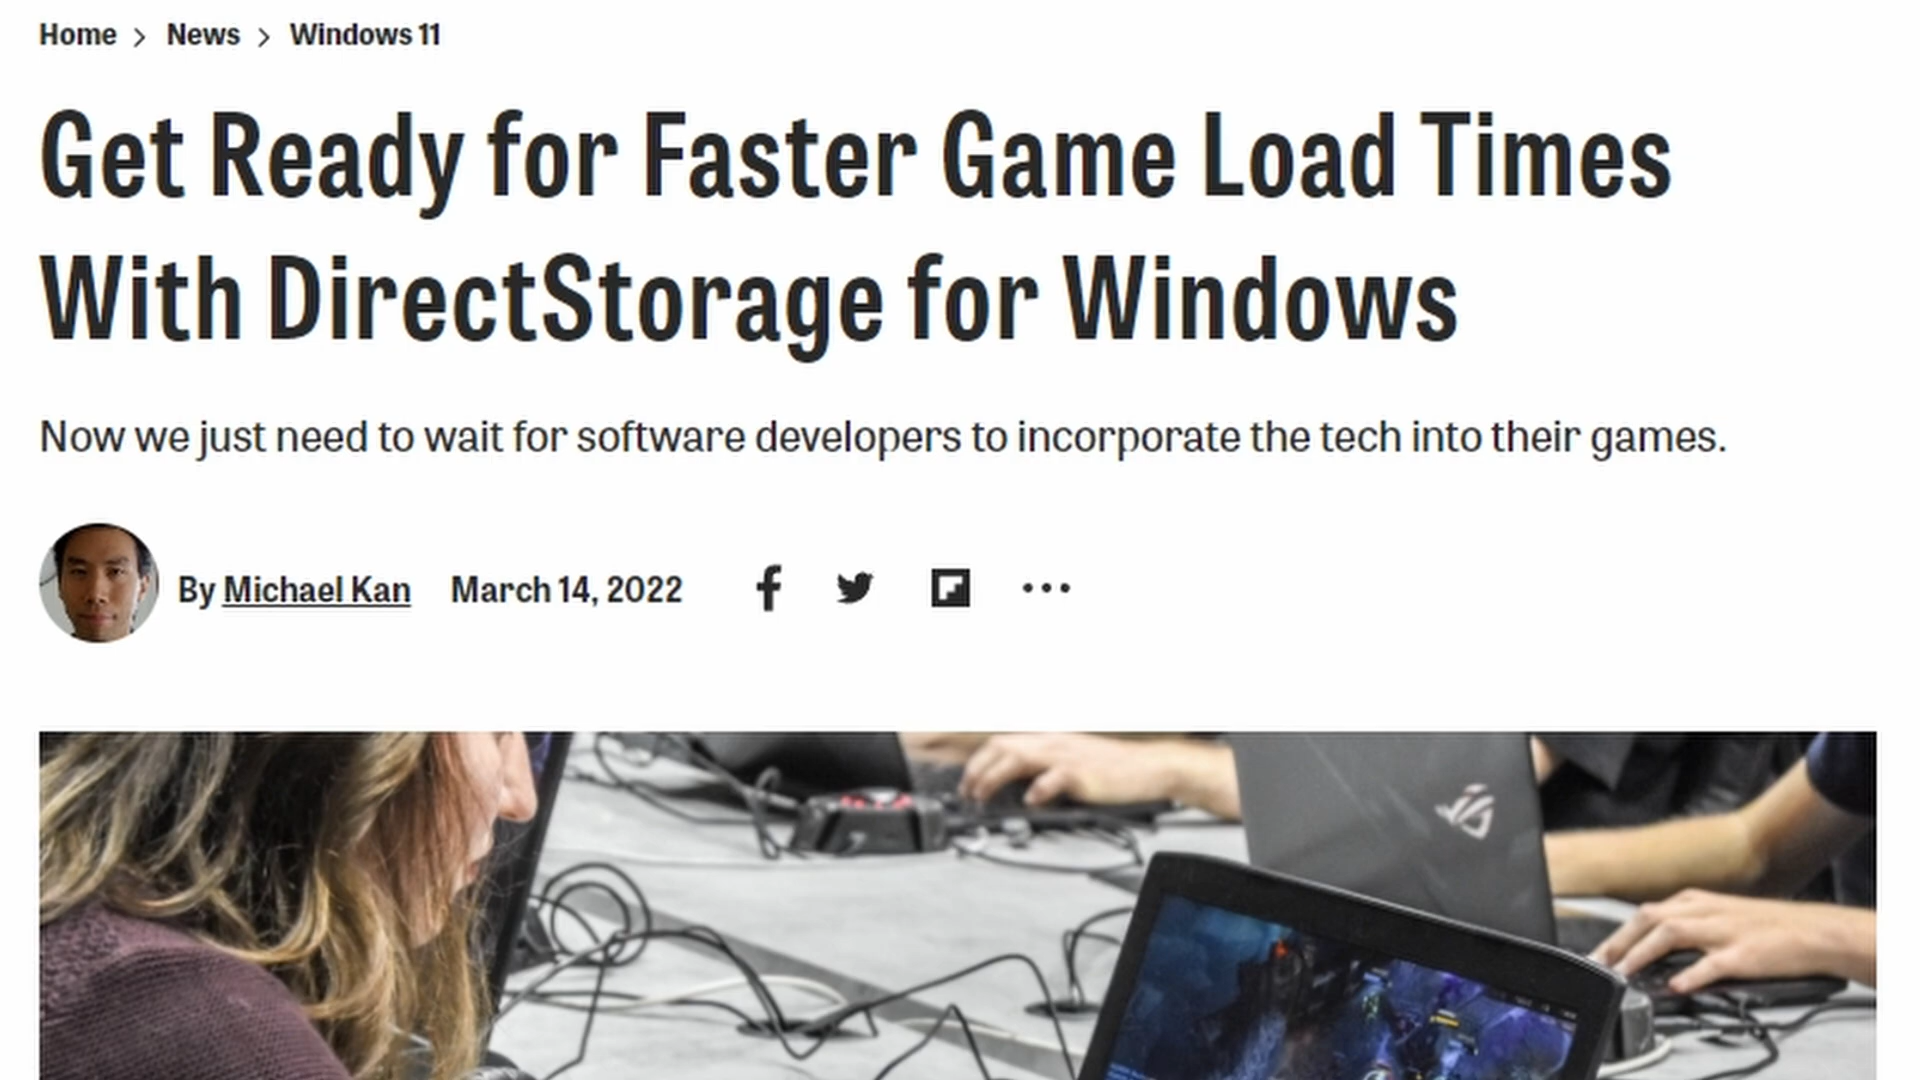 Home > News > Windows 11
Get Ready for Faster Game Load Times
With DirectStorage for Windows
Now we just need to wait for software developers to incorporate the tech into their games.
By Michael Kan March 14, 2022